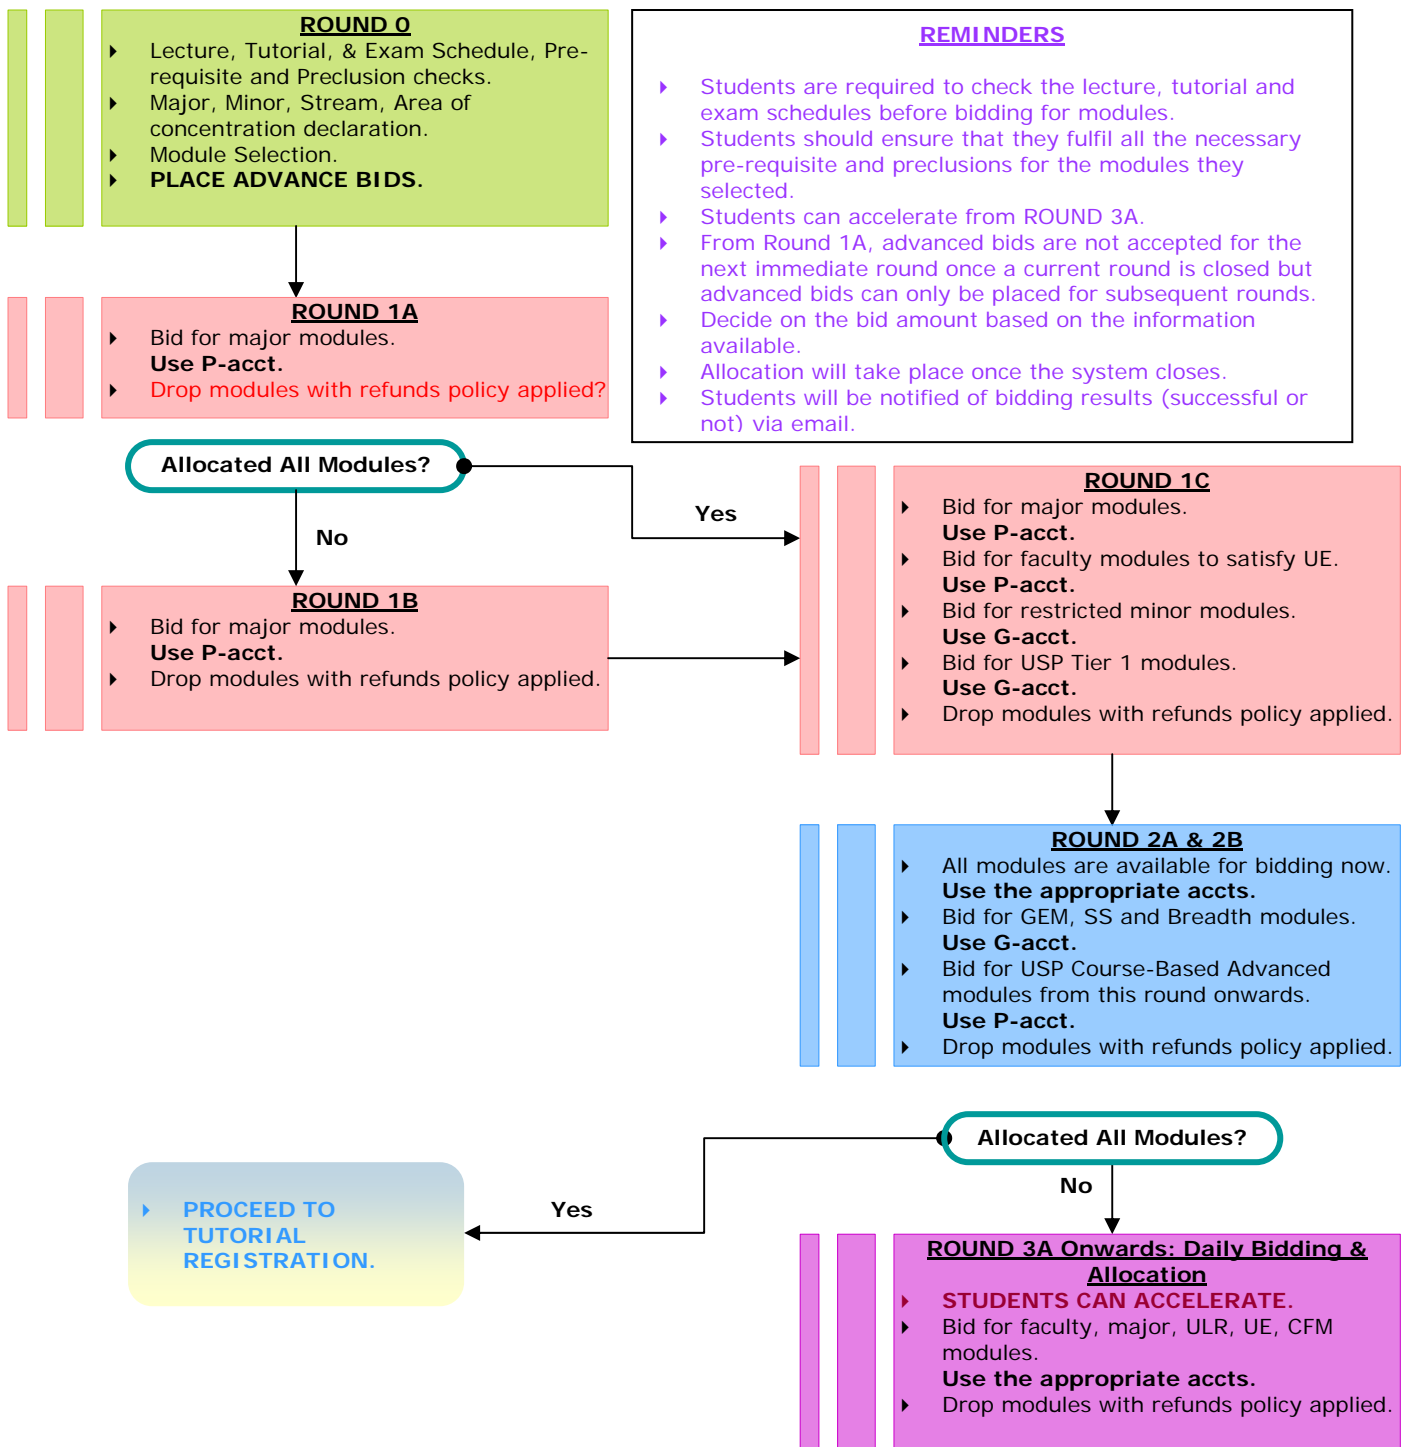 ROUND 0
Lecture, Tutorial, & Exam Schedule, Pre-
requisite and Preclusion checks.
Major, Minor, Stream, Area of
concentration declaration.
Module Selection.
PLACE ADVANCE BIDS.
REMINDERS
Students are required to check the lecture, tutorial and
exam schedules before bidding for modules.
Students should ensure that they fulfil all the necessary
pre-requisite and preclusions for the modules they
selected.
Students can accelerate from ROUND 3A.
From Round 1A, advanced bids are not accepted for the
next immediate round once a current round is closed but
advanced bids can only be placed for subsequent rounds.
Decide on the bid amount based on the information
available.
Allocation will take place once the system closes.
Students will be notified of bidding results (successful or
not) via email.
ROUND 1A
Bid for major modules.
Use P-acct.
Drop modules with refunds policy applied?
Allocated All Modules?
Yes
No
ROUND 1B
Bid for major modules.
Use P-acct.
Drop modules with refunds policy applied.
ROUND 1C
Bid for major modules.
Use P-acct.
Bid for faculty modules to satisfy UE.
Use P-acct.
Bid for restricted minor modules.
Use G-acct.
Bid for USP Tier 1 modules.
Use G-acct.
Drop modules with refunds policy applied.
ROUND 2A & 2B
All modules are available for bidding now.
Use the appropriate accts.
Bid for GEM, SS and Breadth modules.
Use G-acct.
Bid for USP Course-Based Advanced
modules from this round onwards.
Use P-acct.
Drop modules with refunds policy applied.
Allocated All Modules?
Yes
No
PROCEED TO
TUTORIAL
REGISTRATION.
ROUND 3A Onwards: Daily Bidding &
Allocation
STUDENTS CAN ACCELERATE.
Bid for faculty, major, ULR, UE, CFM
modules.
Use the appropriate accts.
Drop modules with refunds policy applied.